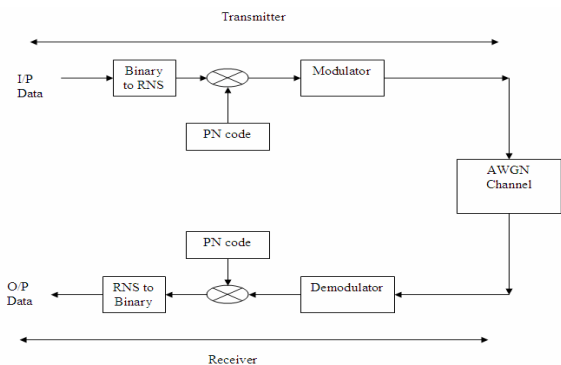 Transmitter
I/P
Data
Binary
to RNS
Modulator
PN code
AWGN
Channel
PN code
O/P
Data
RNS to
Binary
Demodulator
Receiver